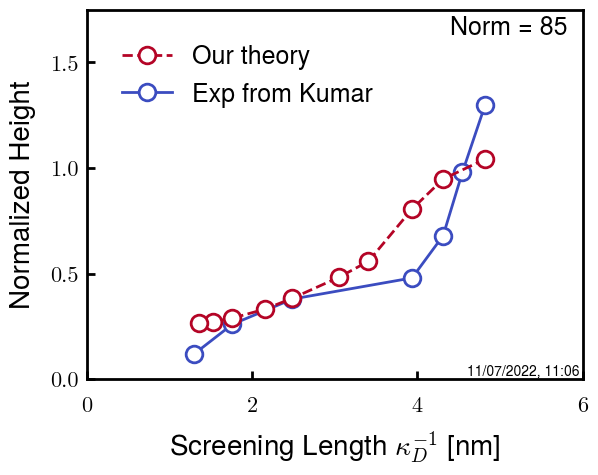 Norm = 85
Our theory
Exp from Kumar
Normalized Height
1.5
1.0
0.5
0.0
11/07/2022, 11:06
0 2 4 6
Screening Length κ_D^{-1} [nm]